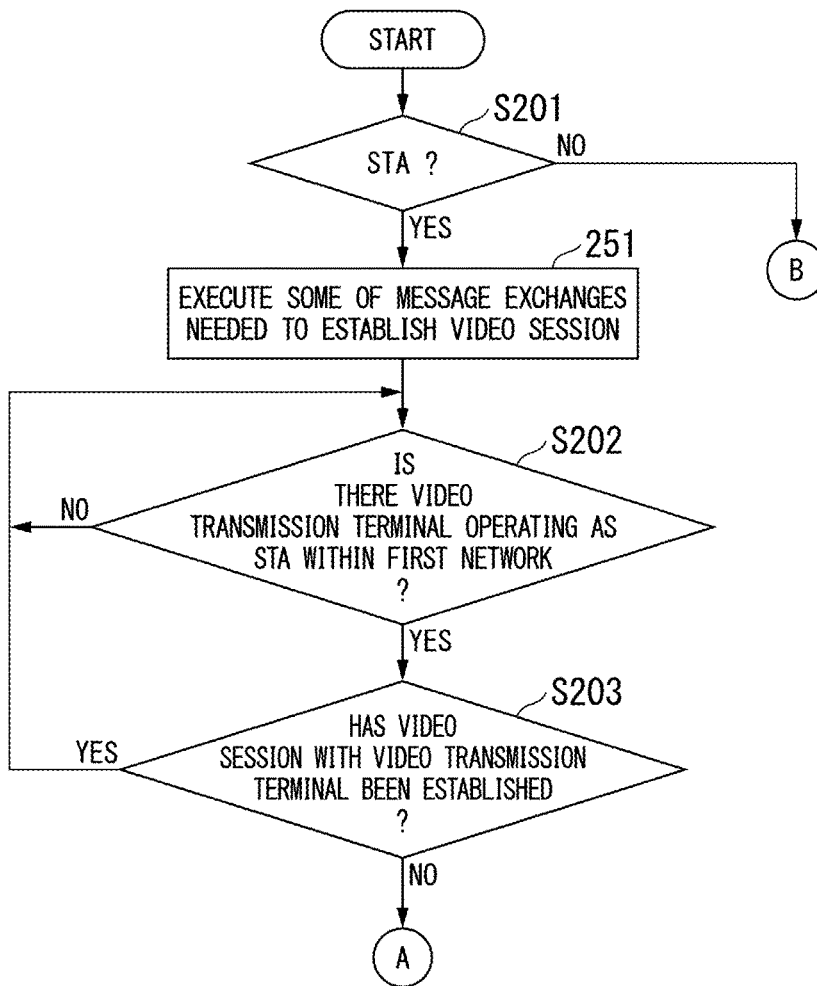 START
S201
STA ?
NO
YES
B
251
EXECUTE SOME OF MESSAGE EXCHANGES
NEEDED TO ESTABLISH VIDEO SESSION
S202
IS
THERE VIDEO
TRANSMISSION TERMINAL OPERATING AS
STA WITHIN FIRST NETWORK
?
NO
YES
S203
HAS VIDEO
SESSION WITH VIDEO TRANSMISSION
TERMINAL BEEN ESTABLISHED
?
YES
NO
A